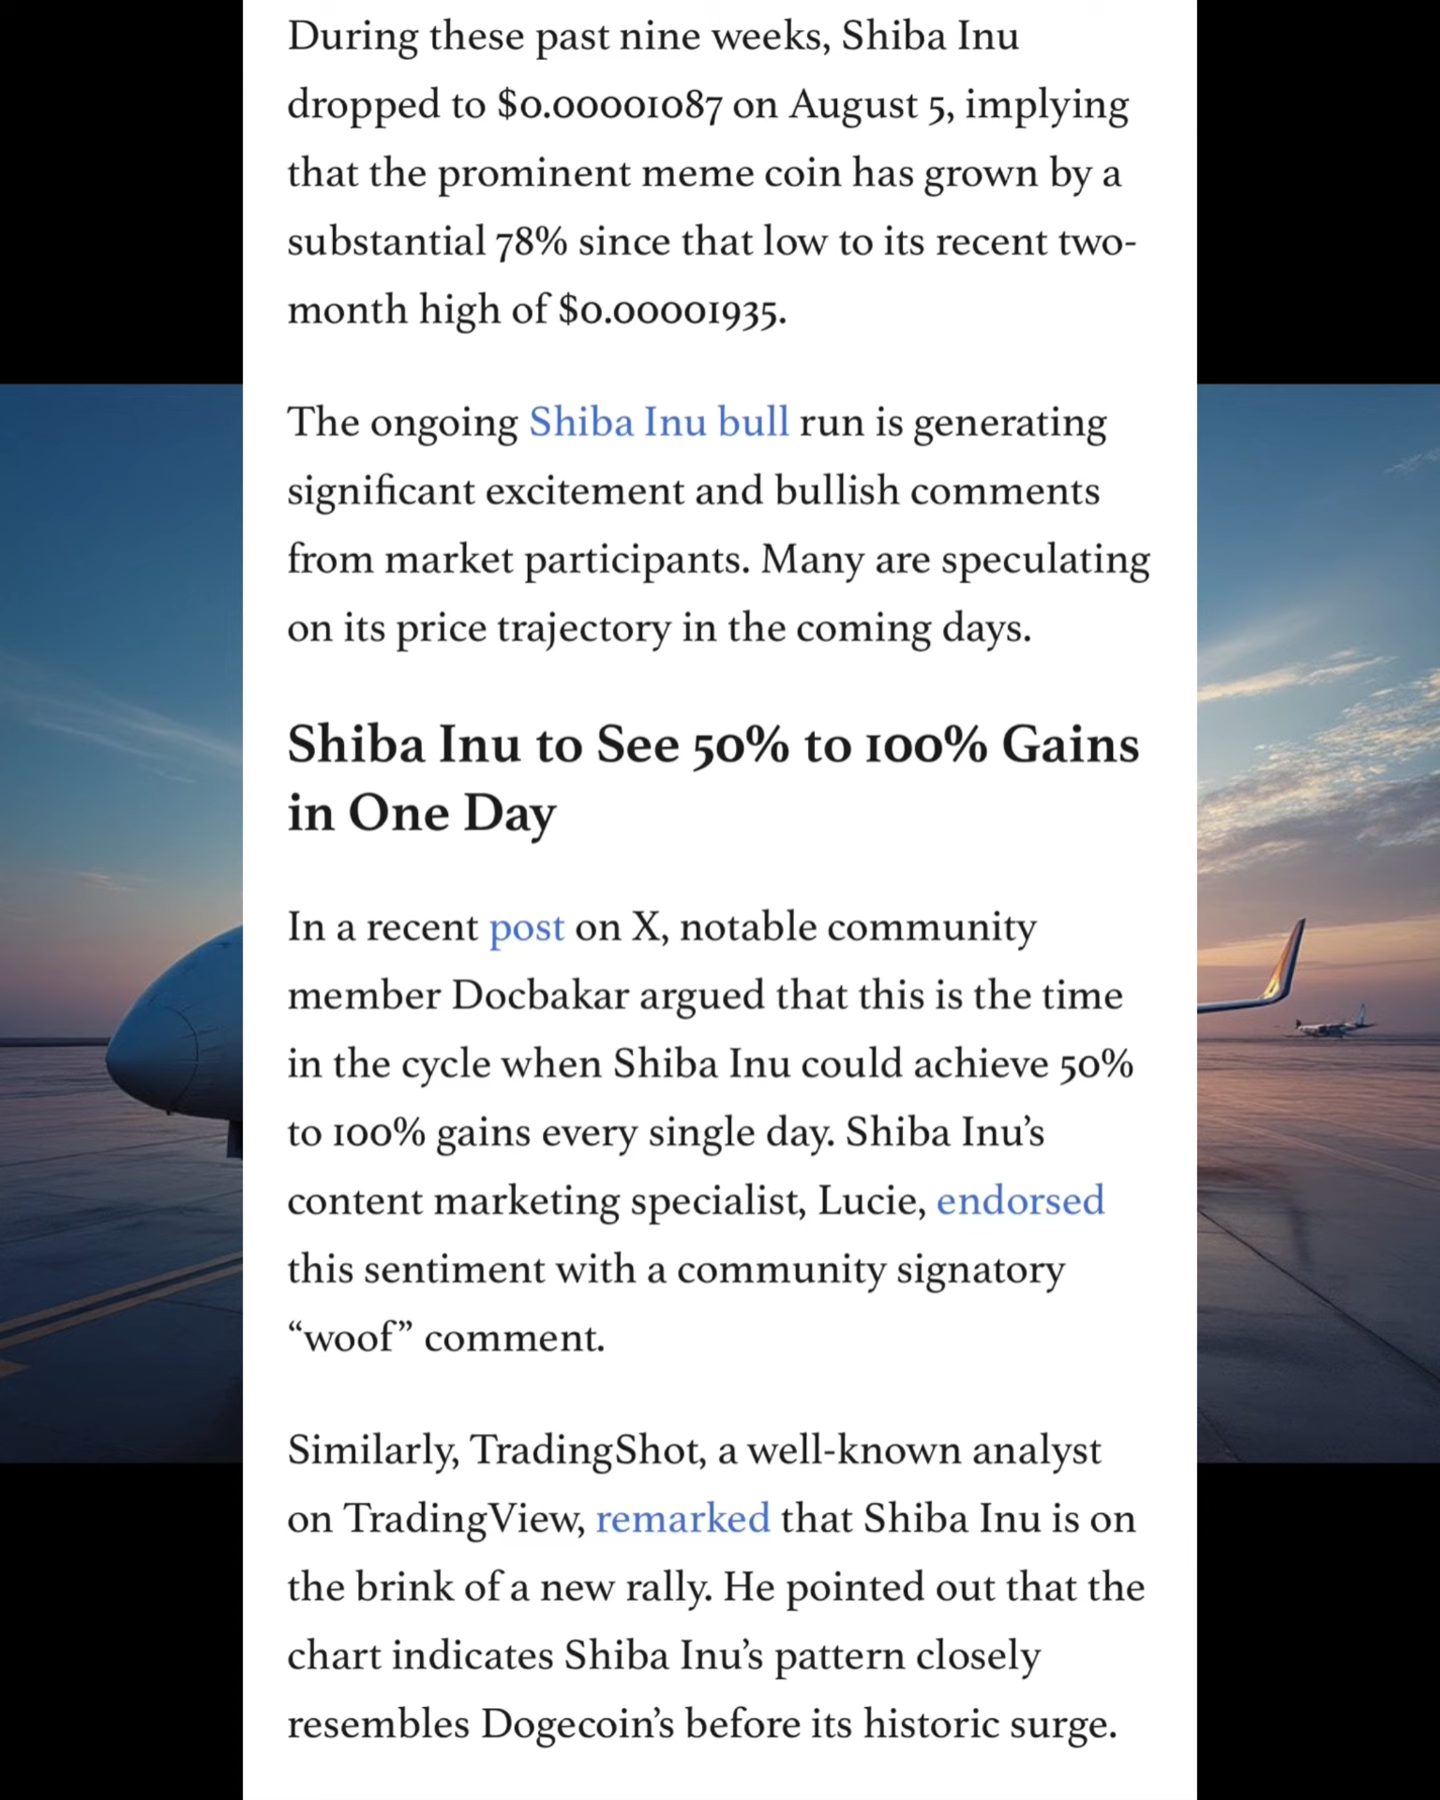 During these past nine weeks, Shiba Inu
dropped to $0.00001087 on August 5, implying
that the prominent meme coin has grown by a
substantial 78% since that low to its recent two-
month high of $0.00001935.
The ongoing Shiba Inu bull run is generating
significant excitement and bullish comments
from market participants. Many are speculating
on its price trajectory in the coming days.
Shiba Inu to See 50% to 100% Gains
in One Day
In a recent post on X, notable community
member Docbakar argued that this is the time
in the cycle when Shiba Inu could achieve 50%
to 100% gains every single day. Shiba Inu’s
content marketing specialist, Lucie, endorsed
this sentiment with a community signatory
“woof” comment.
Similarly, TradingShot, a well-known analyst
on TradingView, remarked that Shiba Inu is on
the brink of a new rally. He pointed out that the
chart indicates Shiba Inu’s pattern closely
resembles Dogecoin’s before its historic surge.